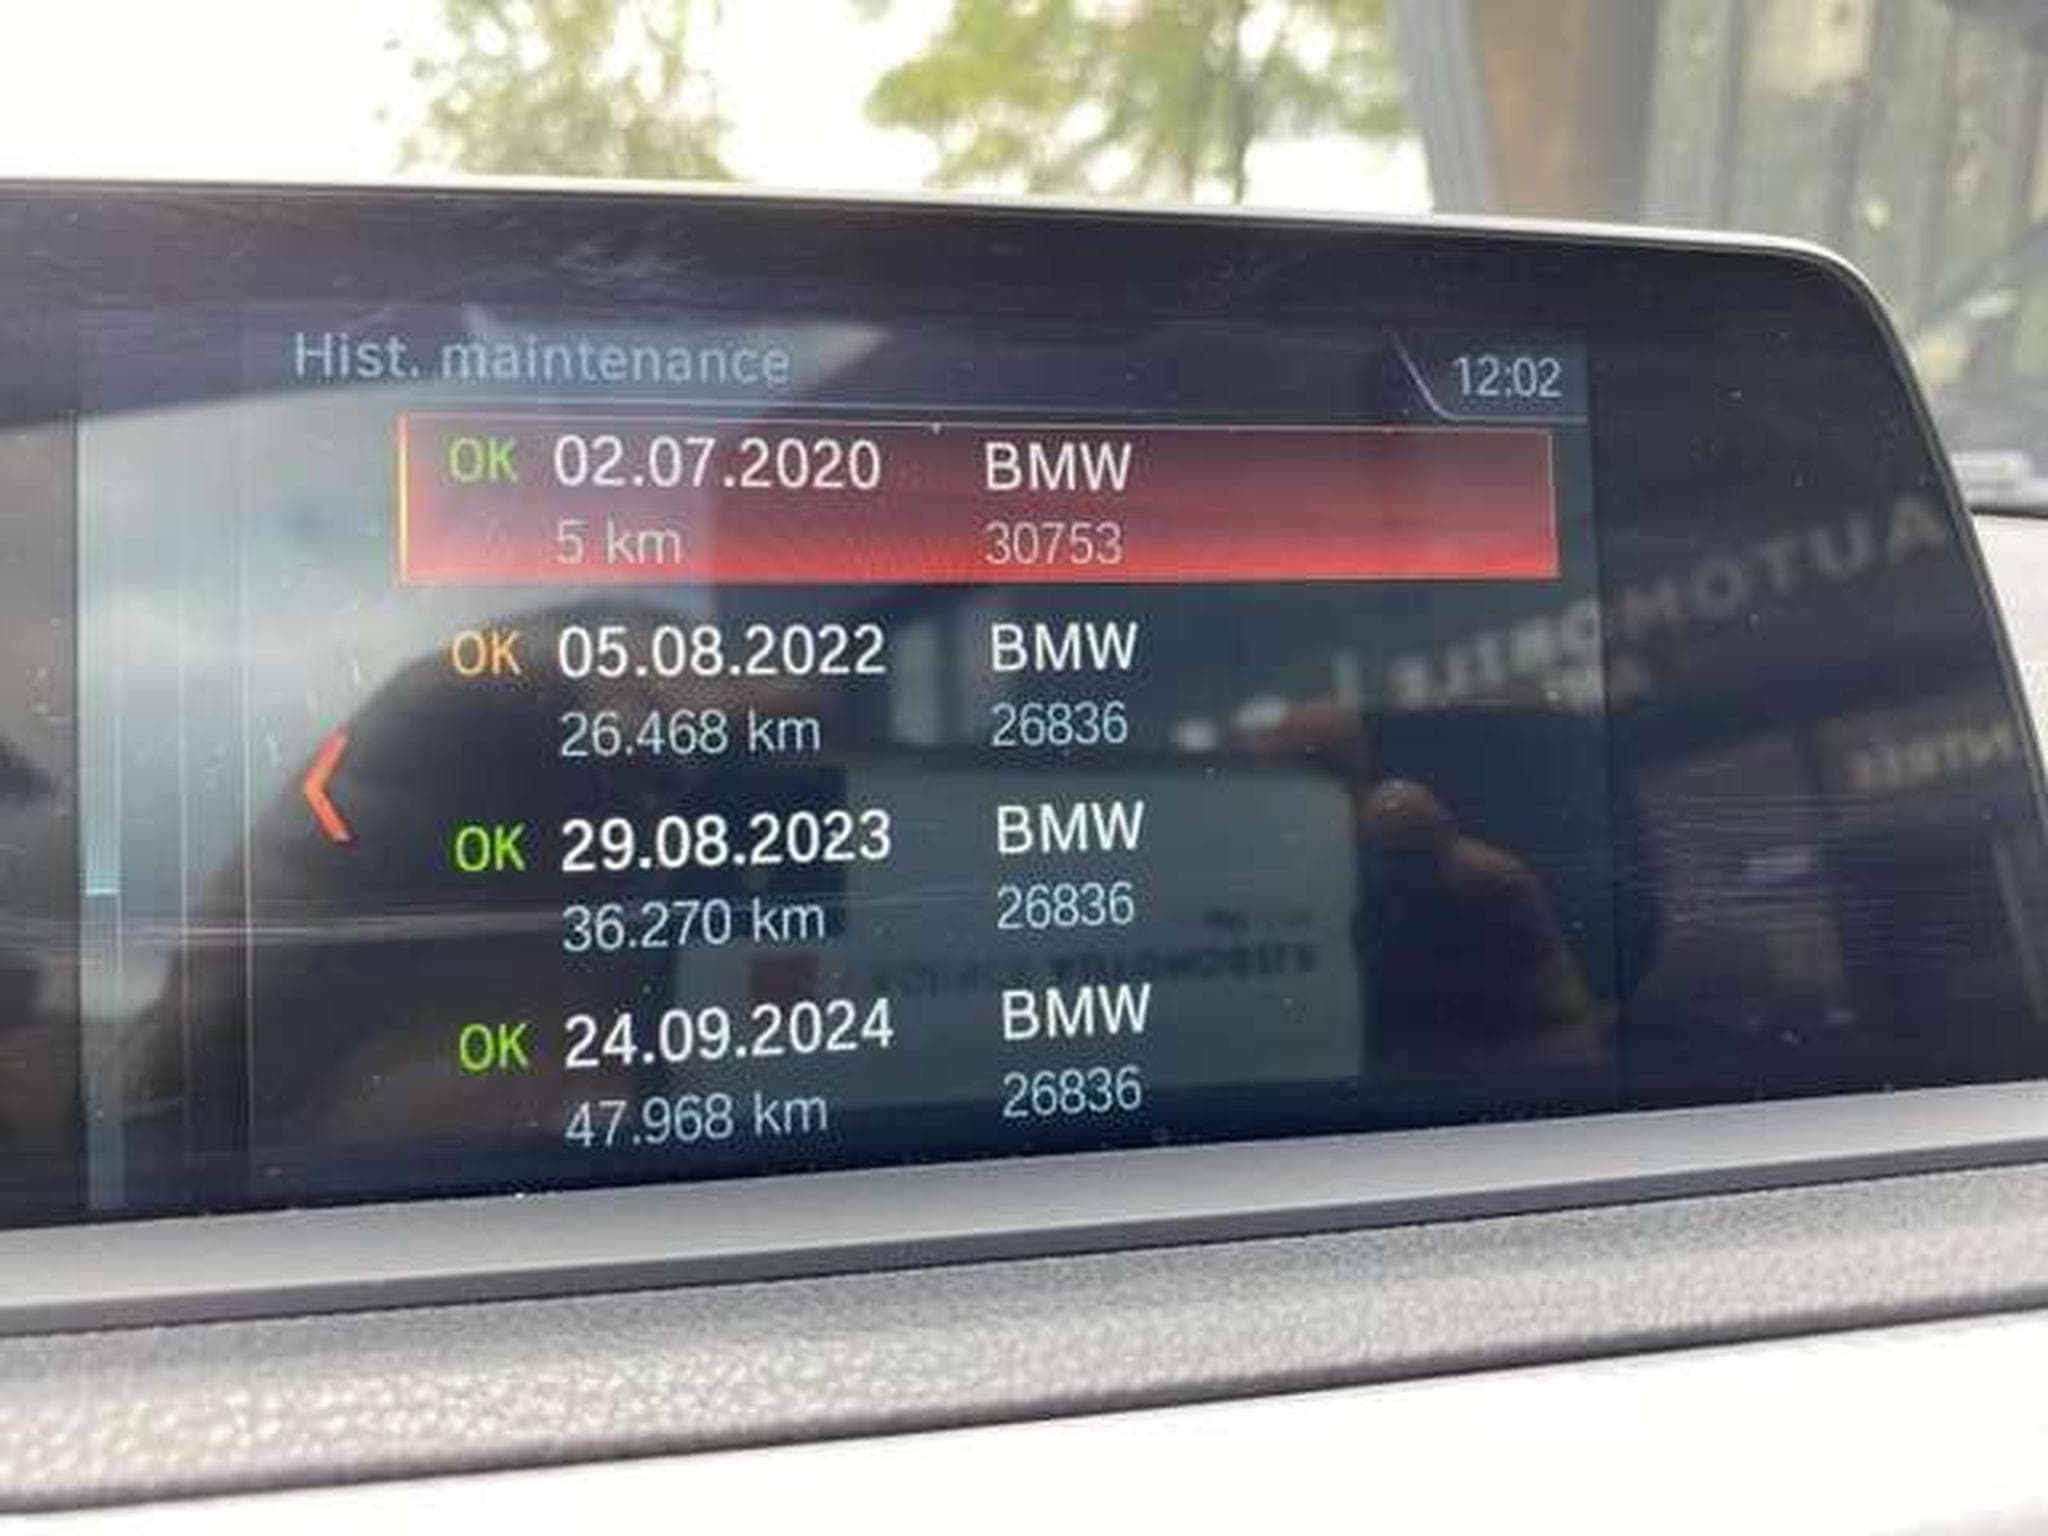 Hist. maintenance
12:02
OK 02.07.2020 BMW
5 km 30753
OK 05.08.2022 BMW
26.468 km 26836
OK 29.08.2023 BMW
36.270 km 26836
OK 24.09.2024 BMW
47.968 km 26836